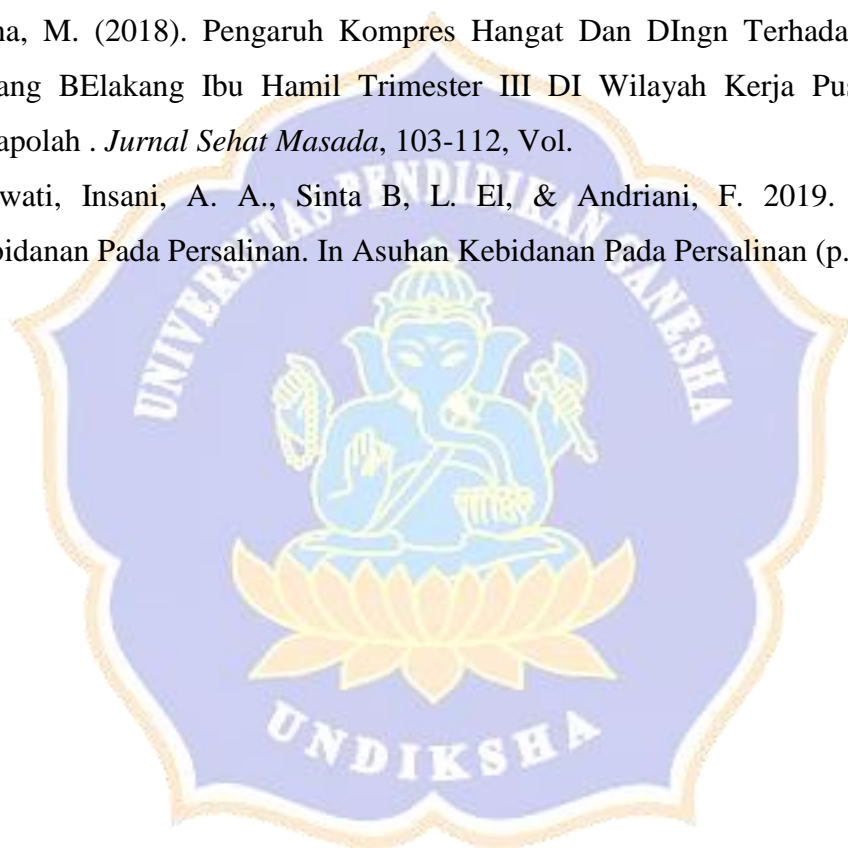 na, M. (2018). Pengaruh Kompres Hangat Dan DIngn Terhada
ang BElakang Ibu Hamil Trimester III DI Wilayah Kerja Pus
apolah . Jurnal Sehat Masada, 103-112, Vol.
wati, Insani, A. A., Sinta B, L. El, & Andriani, F. 2019.
bidanan Pada Persalinan. In Asuhan Kebidanan Pada Persalinan (p.
UNIVERSITAS PENDIDIKAN GANESHA
UNDIKSHA